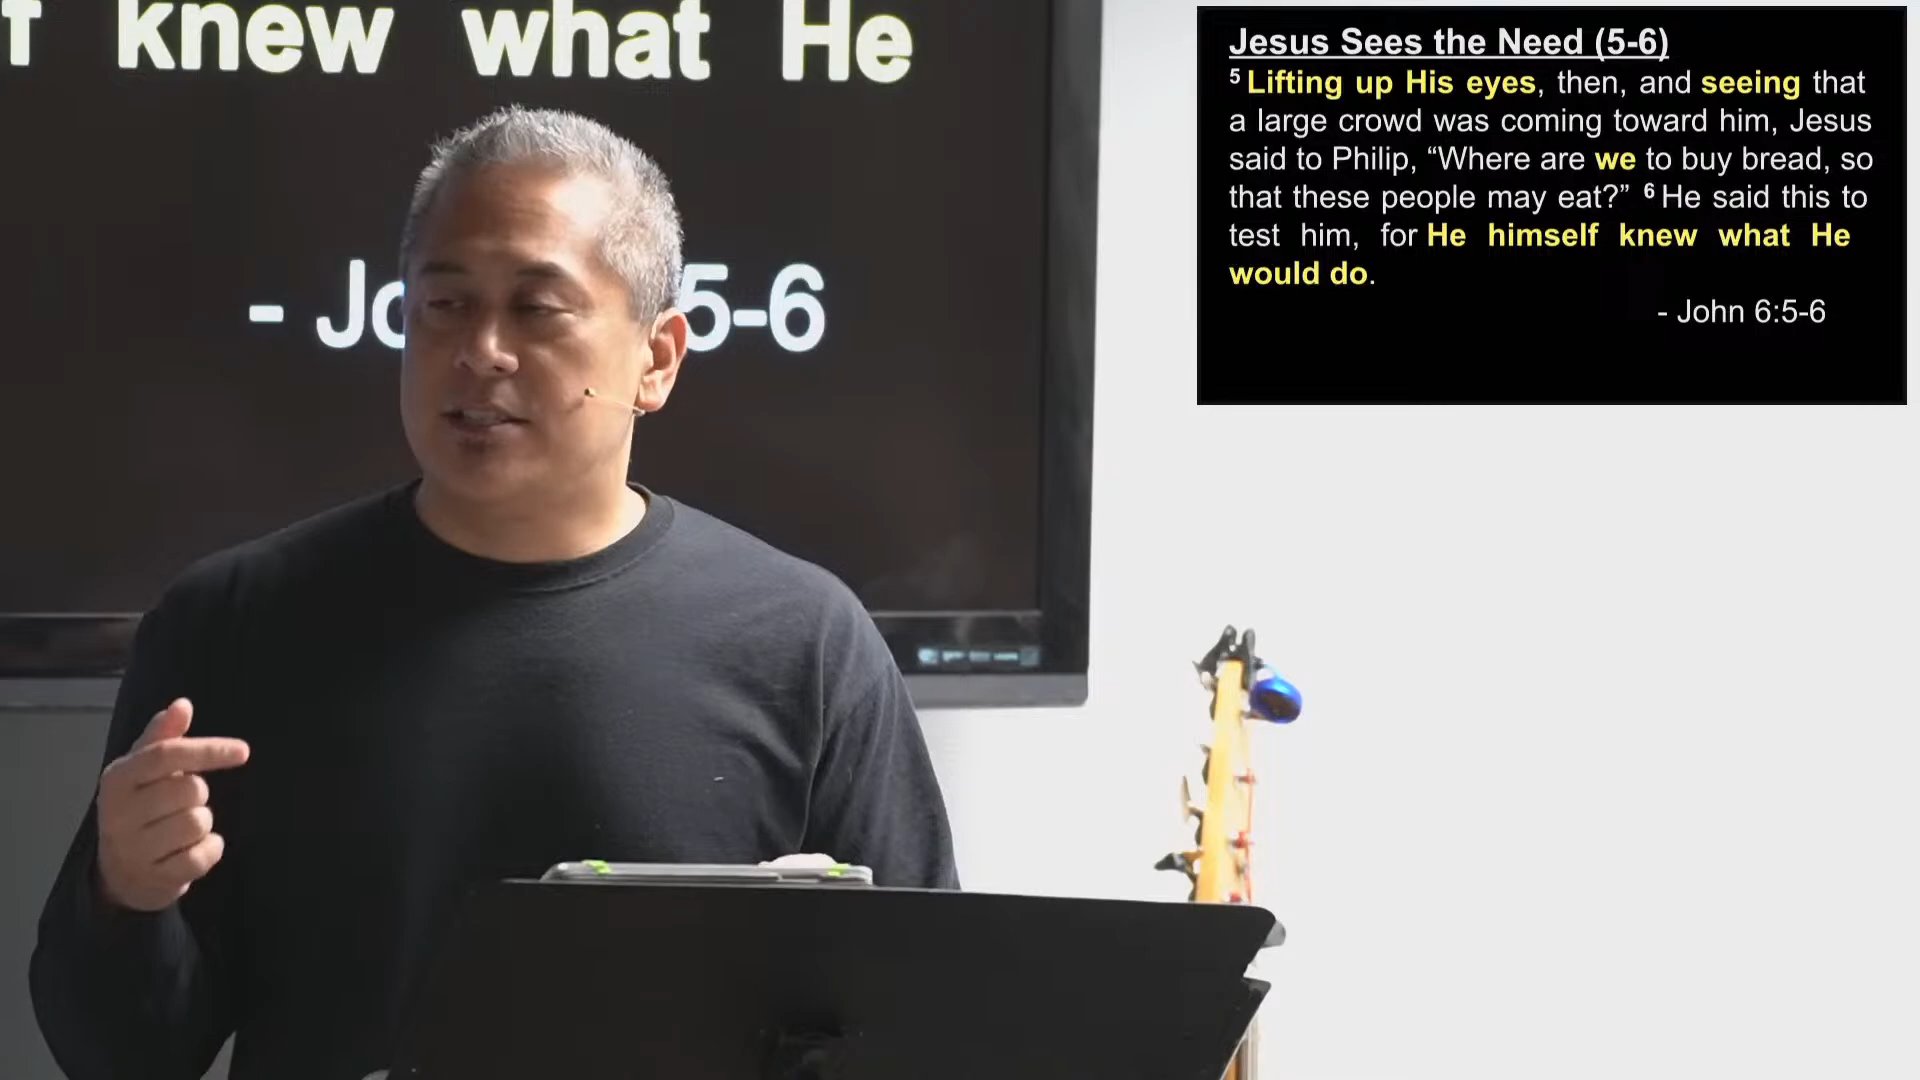 f knew what He
- Jo 5-6
Jesus Sees the Need (5-6)
5 Lifting up His eyes, then, and seeing that
a large crowd was coming toward him, Jesus
said to Philip, “Where are we to buy bread, so
that these people may eat?” 6 He said this to
test him, for He himself knew what He
would do.
- John 6:5-6